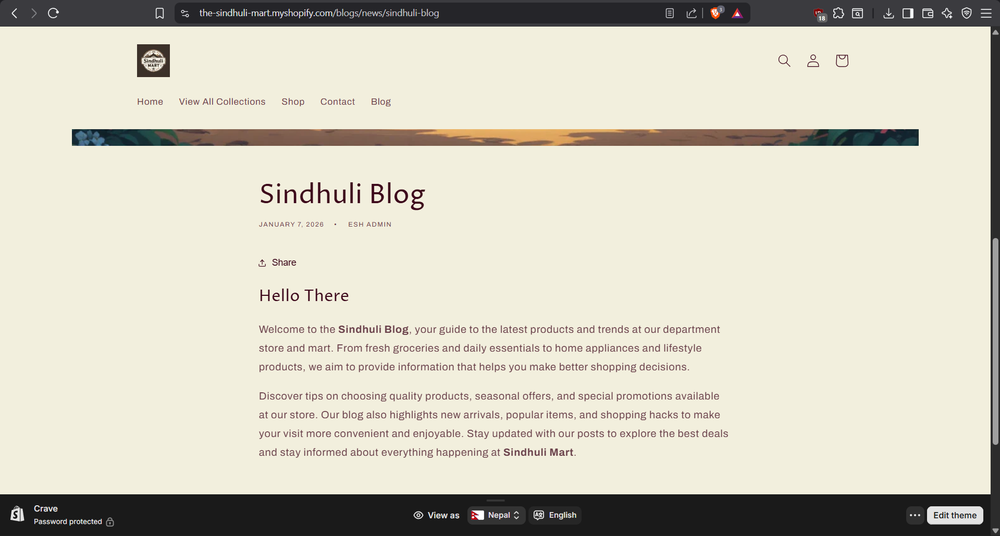 the-sindhuli-mart.myshopify.com/blogs/news/sindhuli-blog
3
18
Sindhuli
MART
Home View All Collections Shop Contact Blog
Sindhuli Blog
JANUARY 7, 2026 • ESH ADMIN
Share
Hello There
Welcome to the Sindhuli Blog, your guide to the latest products and trends at our department
store and mart. From fresh groceries and daily essentials to home appliances and lifestyle
products, we aim to provide information that helps you make better shopping decisions.
Discover tips on choosing quality products, seasonal offers, and special promotions available
at our store. Our blog also highlights new arrivals, popular items, and shopping hacks to make
your visit more convenient and enjoyable. Stay updated with our posts to explore the best deals
and stay informed about everything happening at Sindhuli Mart.
Crave
Password protected
View as Nepal English
Edit theme